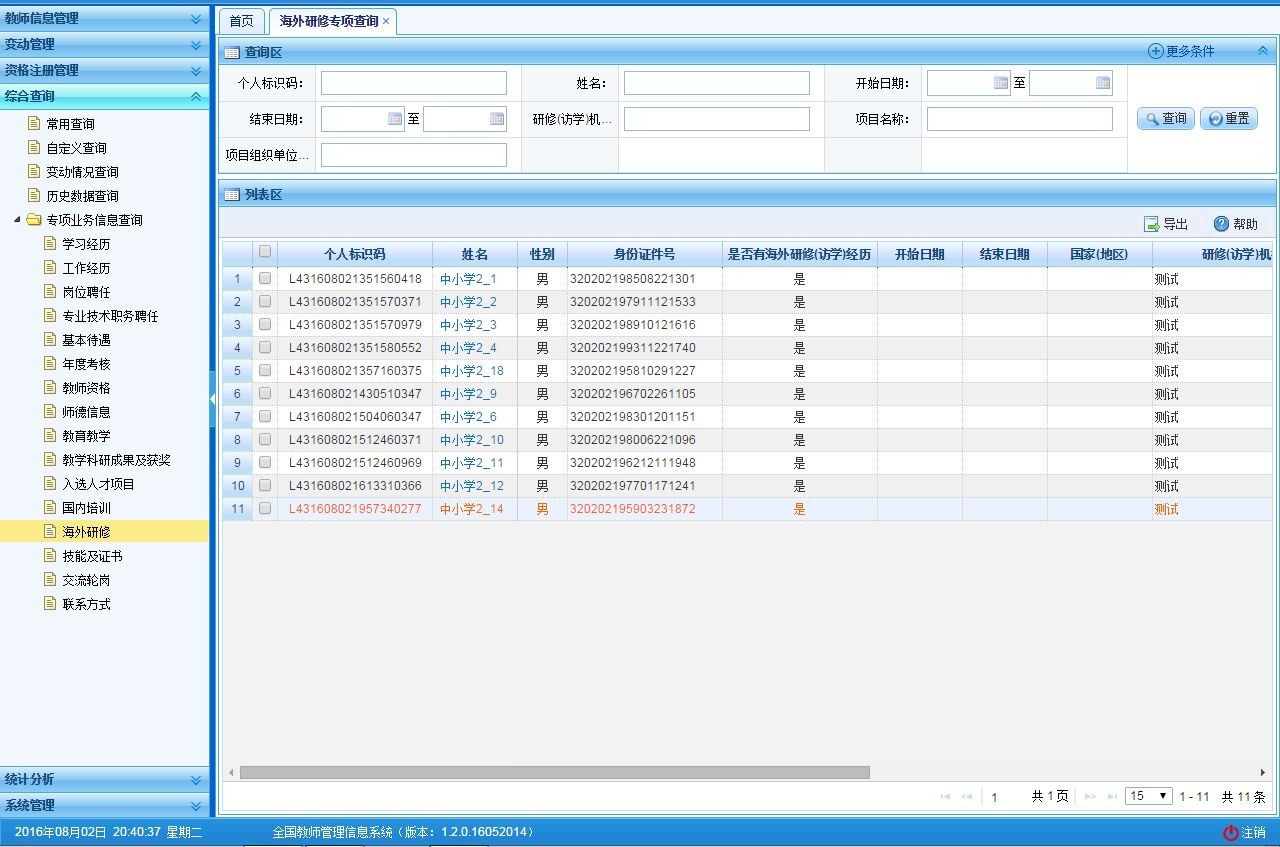 教师信息管理
变动管理
资格注册管理
综合查询
常用查询
自定义查询
变动情况查询
历史数据查询
专项业务信息查询
学习经历
工作经历
岗位聘任
专业技术职务聘任
基本待遇
年度考核
教师资格
师德信息
教育教学
教学科研成果及获奖
入选人才项目
国内培训
海外研修
技能及证书
交流轮岗
联系方式
统计分析
系统管理
首页 海外研修专项查询 ×
查询区 更多条件
个人标识码： 姓名： 开始日期： 至
结束日期： 至 研修(访学)机... 项目名称： 查询 重置
项目组织单位...
列表区
导出 帮助
个人标识码 姓名 性别 身份证件号 是否有海外研修(访学)经历 开始日期 结束日期 国家(地区) 研修(访学)机
1 L431608021351560418 中小学2_1 男 320202198508221301 是 测试
2 L431608021351570371 中小学2_2 男 320202197911121533 是 测试
3 L431608021351570979 中小学2_3 男 320202198910121616 是 测试
4 L431608021351580552 中小学2_4 男 320202199311221740 是 测试
5 L431608021357160375 中小学2_18 男 320202195810291227 是 测试
6 L431608021430510347 中小学2_9 男 320202196702261105 是 测试
7 L431608021504060347 中小学2_6 男 320202198301201151 是 测试
8 L431608021512460371 中小学2_10 男 320202198006221096 是 测试
9 L431608021512460969 中小学2_11 男 320202196212111948 是 测试
10 L431608021613310366 中小学2_12 男 320202197701171241 是 测试
11 L431608021957340277 中小学2_14 男 320202195903231872 是 测试
1 共 1 页 15 1 - 11 共 11 条
2016年08月02日 20:40:37 星期二 全国教师管理信息系统（版本：1.2.0.16052014） 注销